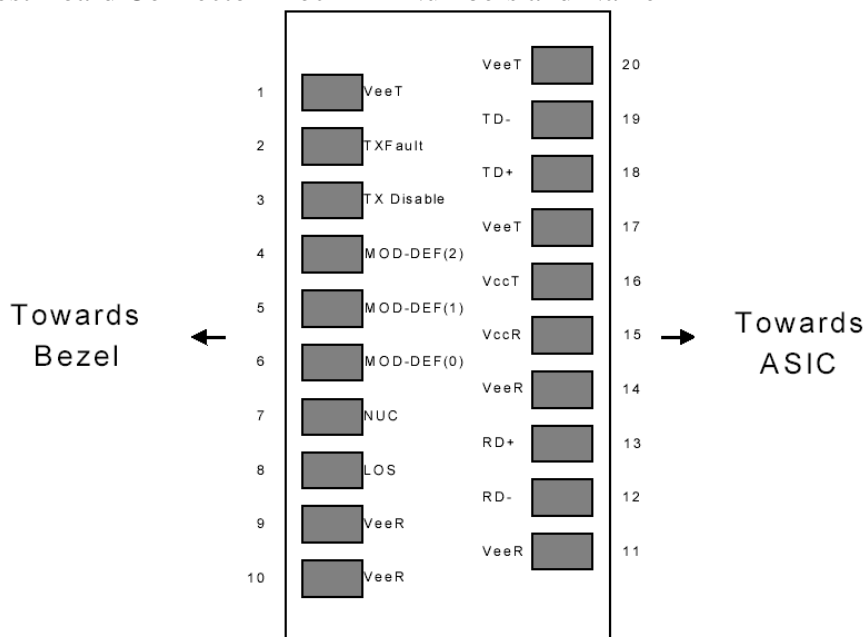 1 VeeT
2 TXFault
3 TX Disable
4 MOD-DEF(2)
5 MOD-DEF(1)
6 MOD-DEF(0)
7 NUC
8 LOS
9 VeeR
10 VeeR
VeeT 20
TD- 19
TD+ 18
VeeT 17
VccT 16
VccR 15
VeeR 14
RD+ 13
RD- 12
VeeR 11
Towards
Bezel
Towards
ASIC